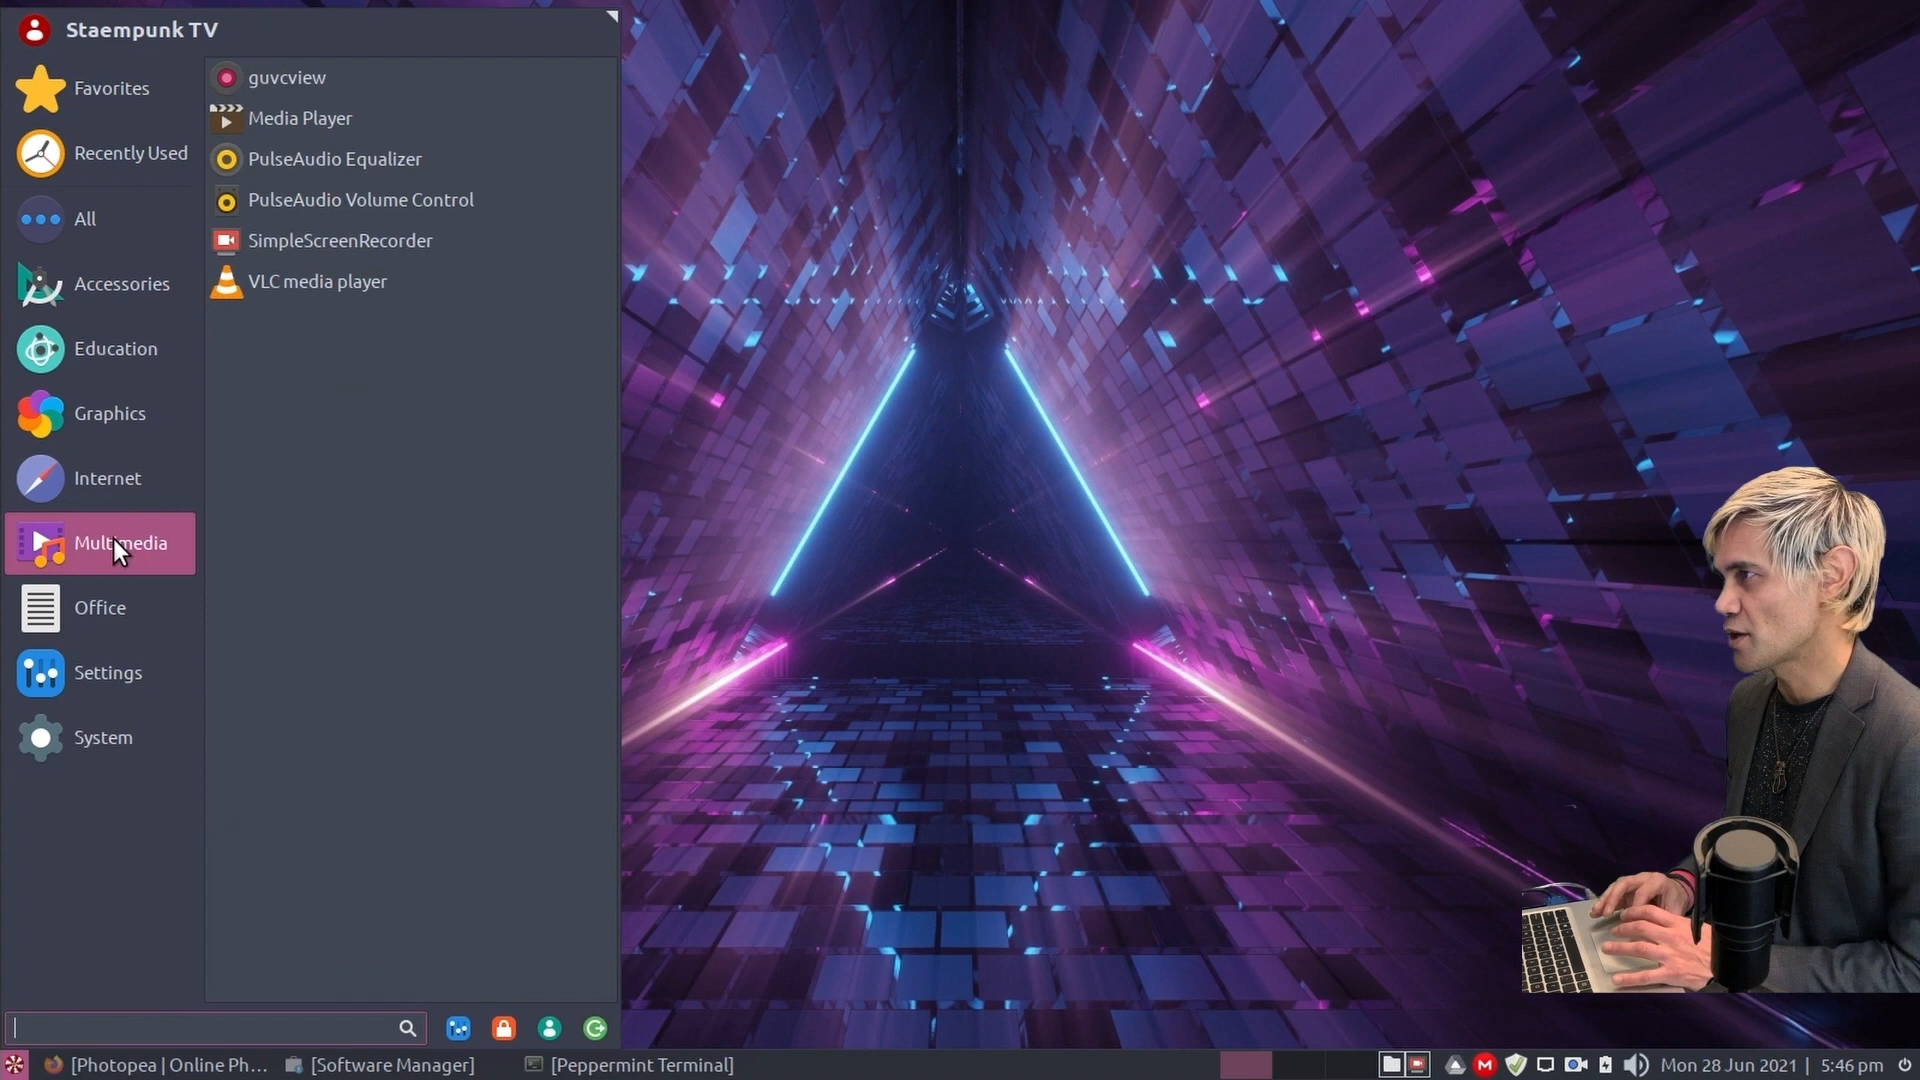 Staempunk TV
Favorites
Recently Used
All
Accessories
Education
Graphics
Internet
Multimedia
Office
Settings
System
guvcview
Media Player
PulseAudio Equalizer
PulseAudio Volume Control
SimpleScreenRecorder
VLC media player
[Photopea | Online Ph...
[Software Manager]
[Peppermint Terminal]
M
Mon 28 Jun 2021 | 5:46 pm